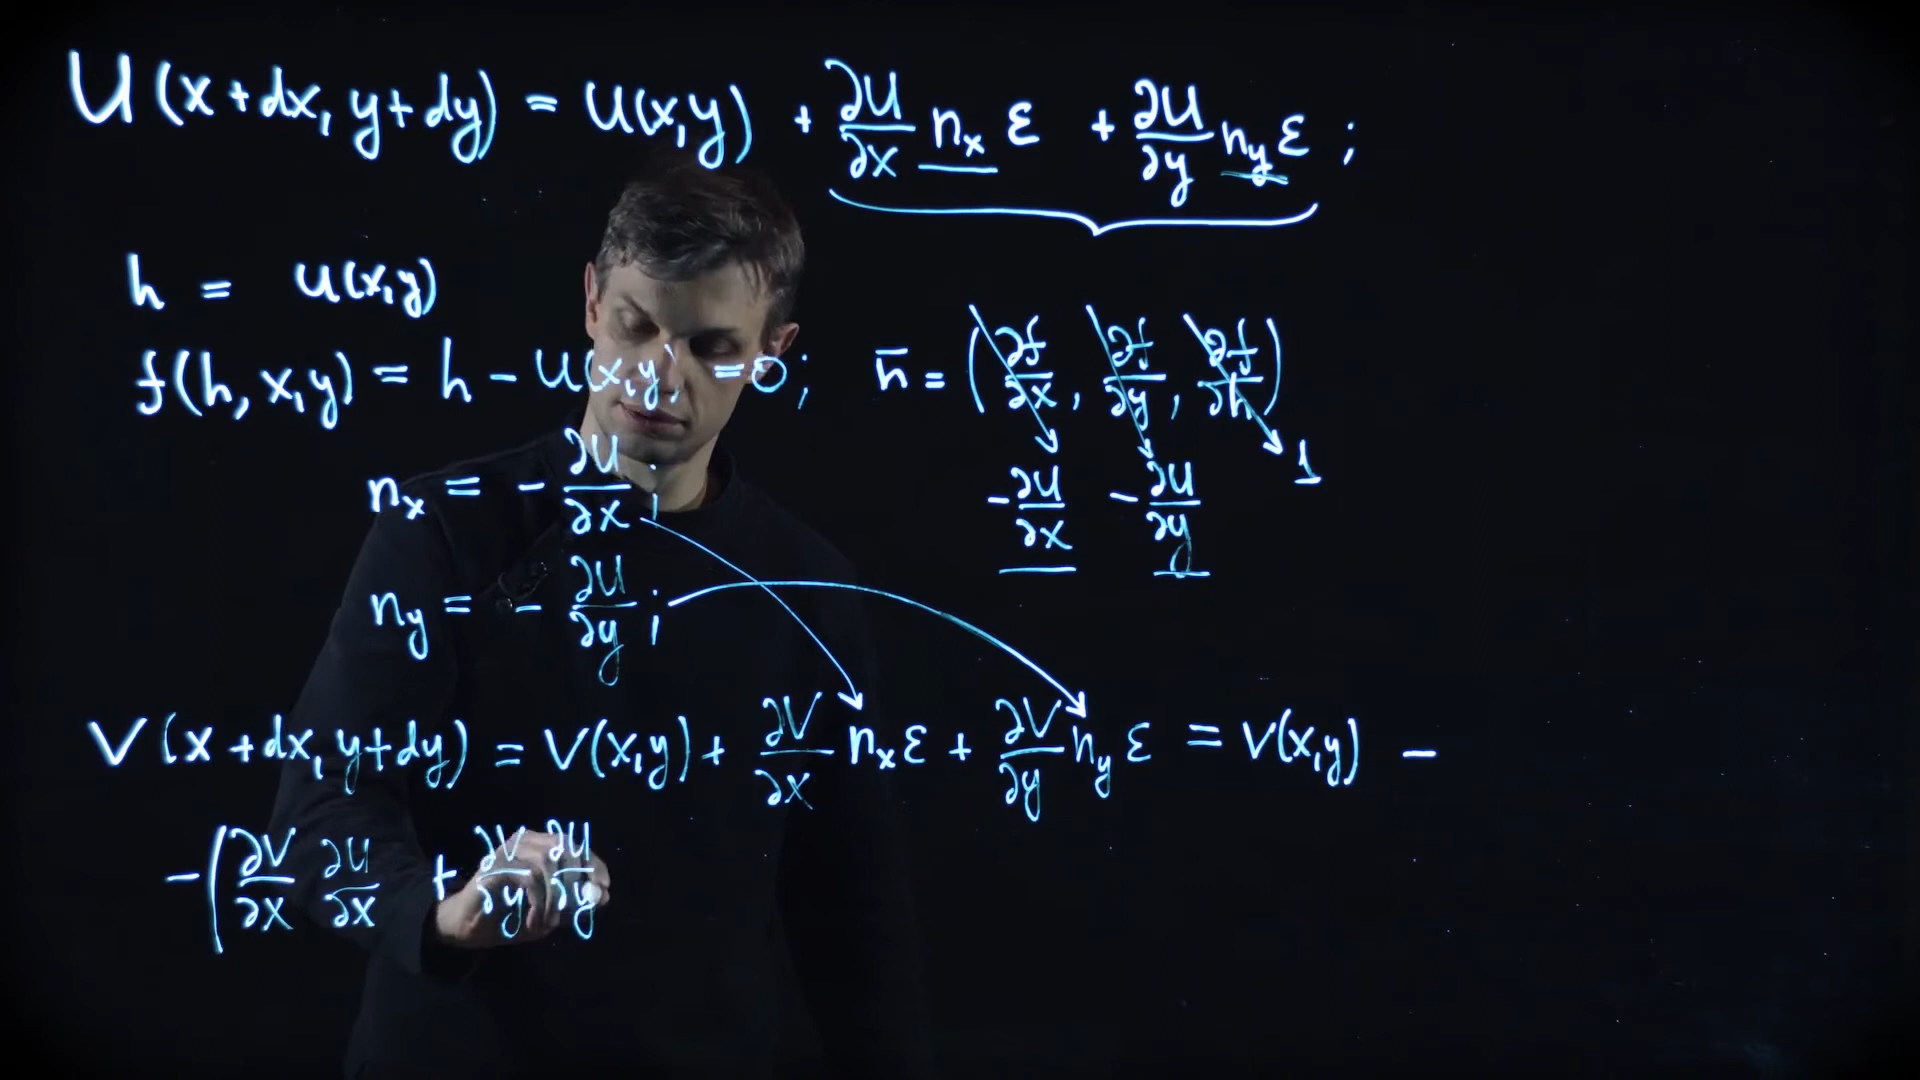 U(x+dx, y+dy) = U(x,y) + ∂U/∂x n_x ε + ∂U/∂y n_y ε ;
h = U(x,y)
f(h, x, y) = h - U(x,y) = 0; n̄ = (∂f/∂x, ∂f/∂y, ∂f/∂h)
n_x = - ∂U/∂x ; -∂U/∂x -∂U/∂y 1
n_y = - ∂U/∂y ;
V(x+dx, y+dy) = V(x,y) + ∂V/∂x n_x ε + ∂V/∂y n_y ε = V(x,y) -
-(∂V/∂x ∂U/∂x + ∂V/∂y ∂U/∂y